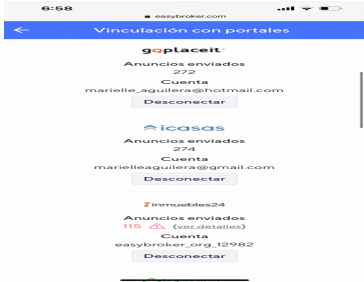 6:58
easybroker.com
Vinculación con portales
goplaceit
Anuncios enviados
272
Cuenta
marielle_aguilera@hotmail.com
Desconectar
icasas
Anuncios enviados
274
Cuenta
marielleaguilera@gmail.com
Desconectar
inmuebles24
Anuncios enviados
115 (ver detalles)
Cuenta
easybroker_org_12982
Desconectar